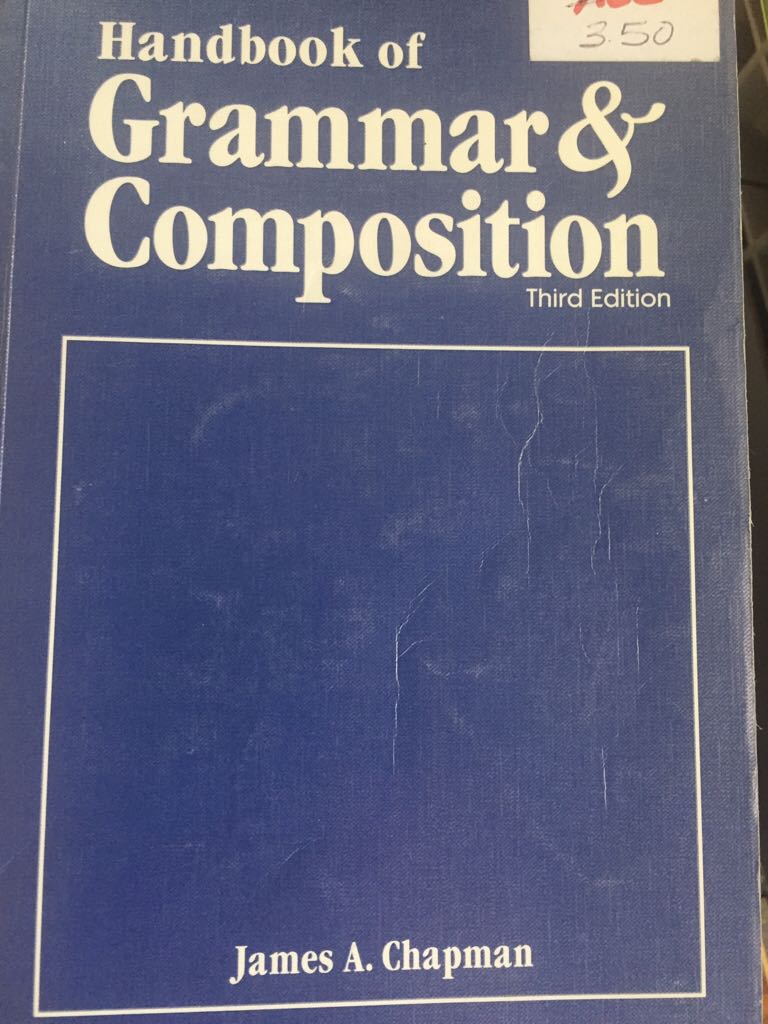 3.50
Handbook of
Grammar &
Composition
Third Edition
James A. Chapman